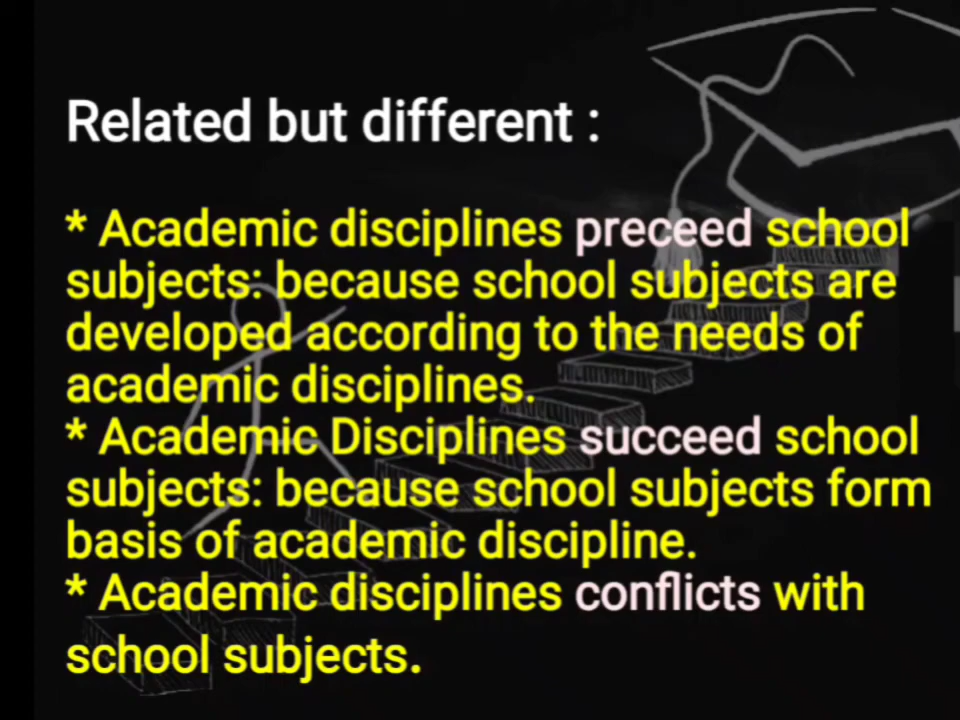 Related but different :
* Academic disciplines preceed school
subjects: because school subjects are
developed according to the needs of
academic disciplines.
* Academic Disciplines succeed school
subjects: because school subjects form
basis of academic discipline.
* Academic disciplines conflicts with
school subjects.